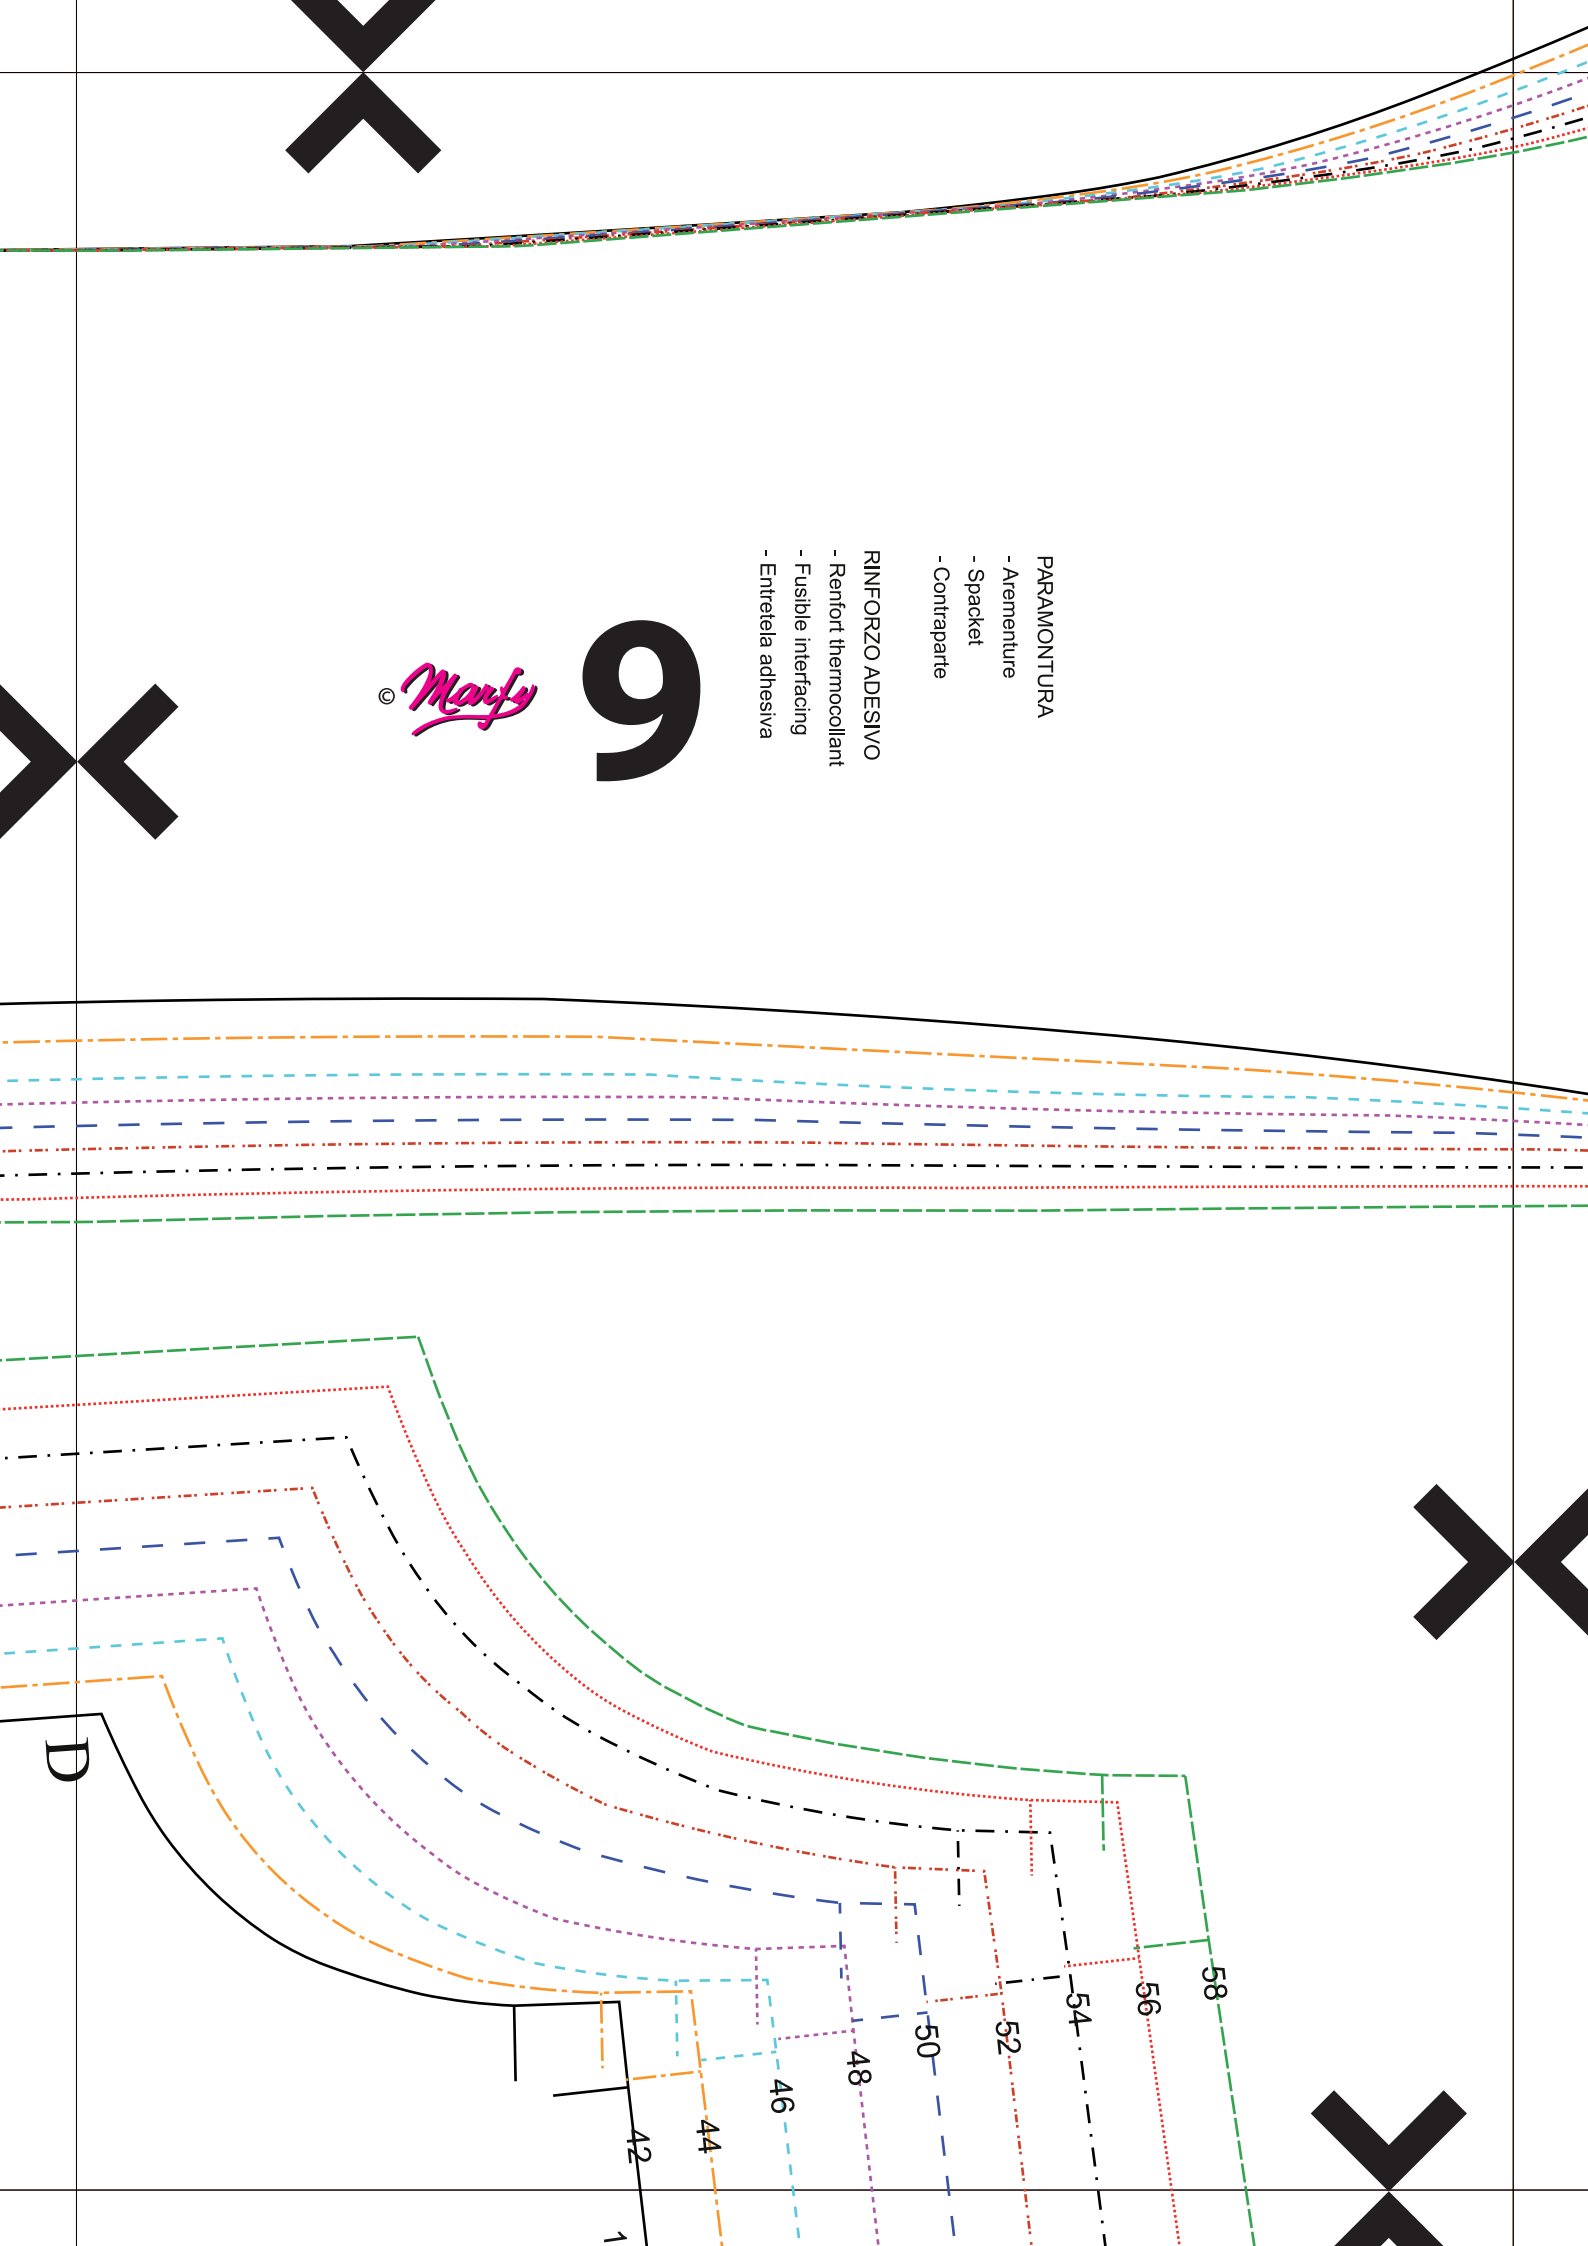 PARAMONTURA
- Arementure
- Spacket
- Contraparte
RINFORZO ADESIVO
- Renfort thermocollant
- Fusible interfacing
- Entretela adhesiva
9
© Marfy
D
58
56
54
52
50
48
46
44
42
1